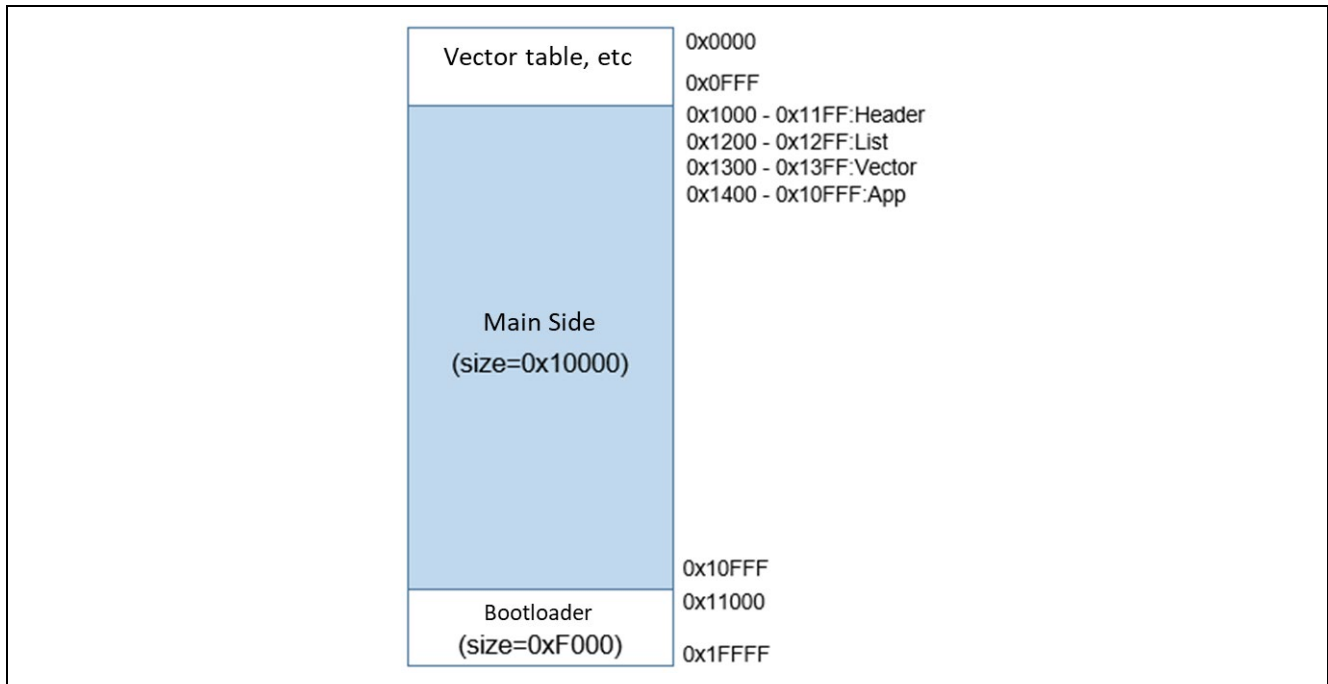 Vector table, etc
0x0000
0x0FFF
0x1000 - 0x11FF:Header
0x1200 - 0x12FF:List
0x1300 - 0x13FF:Vector
0x1400 - 0x10FFF:App
Main Side
(size=0x10000)
0x10FFF
Bootloader
(size=0xF000)
0x11000
0x1FFFF